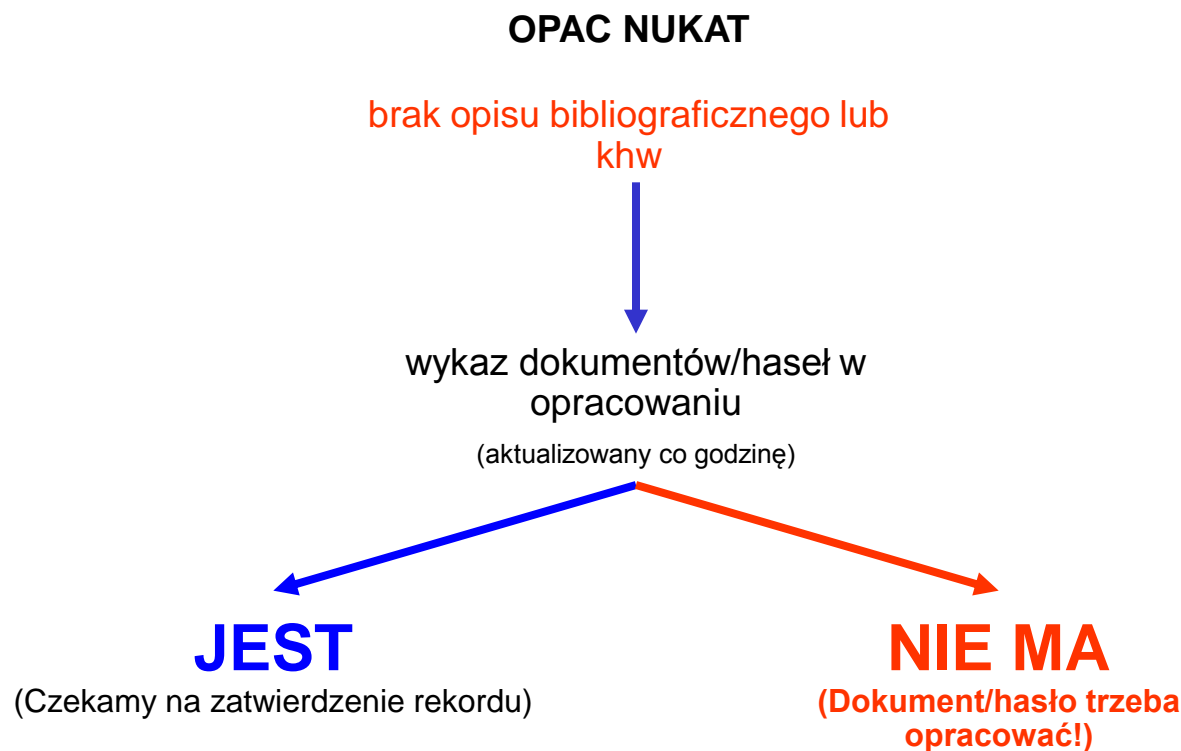 OPAC NUKAT
brak opisu bibliograficznego lub
khw
wykaz dokumentów/haseł w
opracowaniu
(aktualizowany co godzinę)
JEST
(Czekamy na zatwierdzenie rekordu)
NIE MA
(Dokument/hasło trzeba
opracować!)